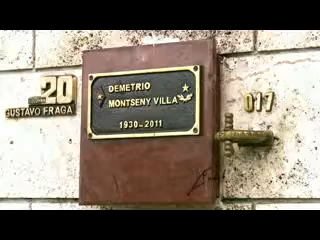 20
GUSTAVO FRAGA
DEMETRIO
MONTSENY VILLA
1930-2011
017